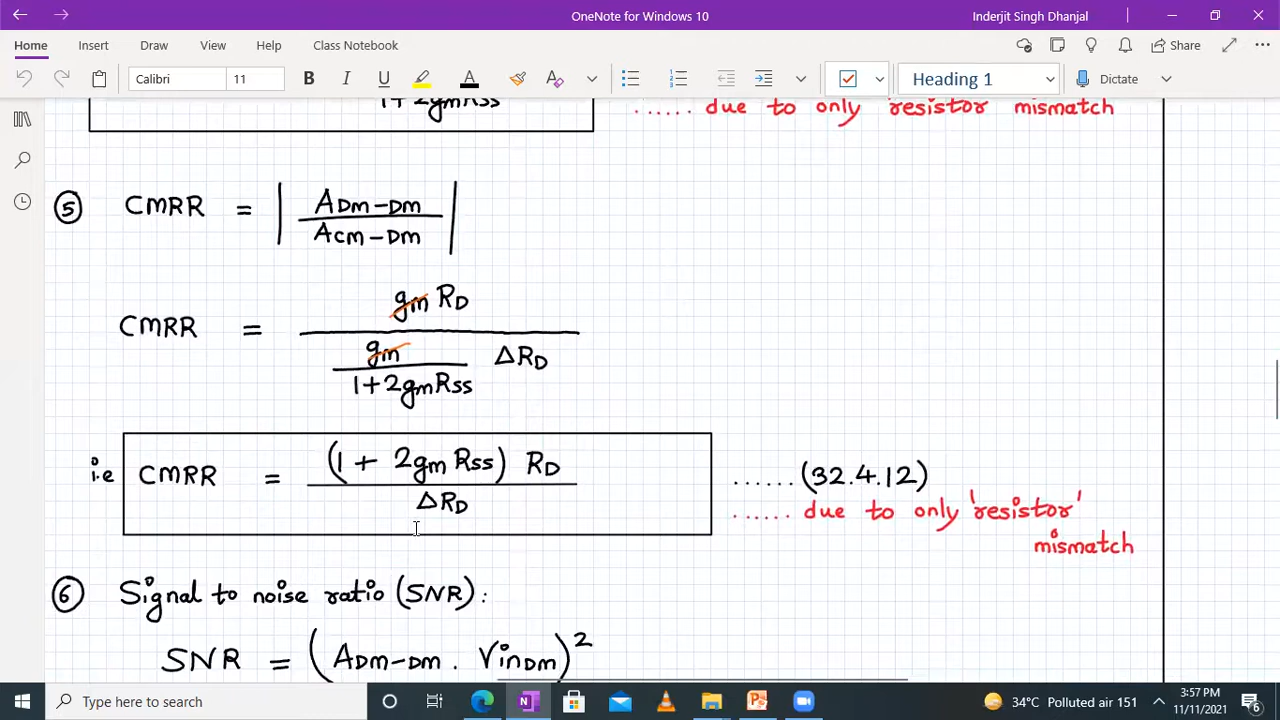 OneNote for Windows 10
Inderjit Singh Dhanjal
Home Insert Draw View Help Class Notebook
Share
Calibri 11 B I U A A Heading 1 Dictate
1+2gmRss
...... due to only 'resistor mismatch
⑤ CMRR = | ADM-DM / ACM-DM |
CMRR = gm RD / (gm / 1+2gmRss) ΔRD
i.e CMRR = (1 + 2gm Rss) RD / ΔRD ......(32.4.12)
...... due to only 'resistor'
mismatch
⑥ Signal to noise ratio (SNR):
SNR = (ADM-DM . VinDM)²
Type here to search
34°C Polluted air 151
3:57 PM
11/11/2021
6